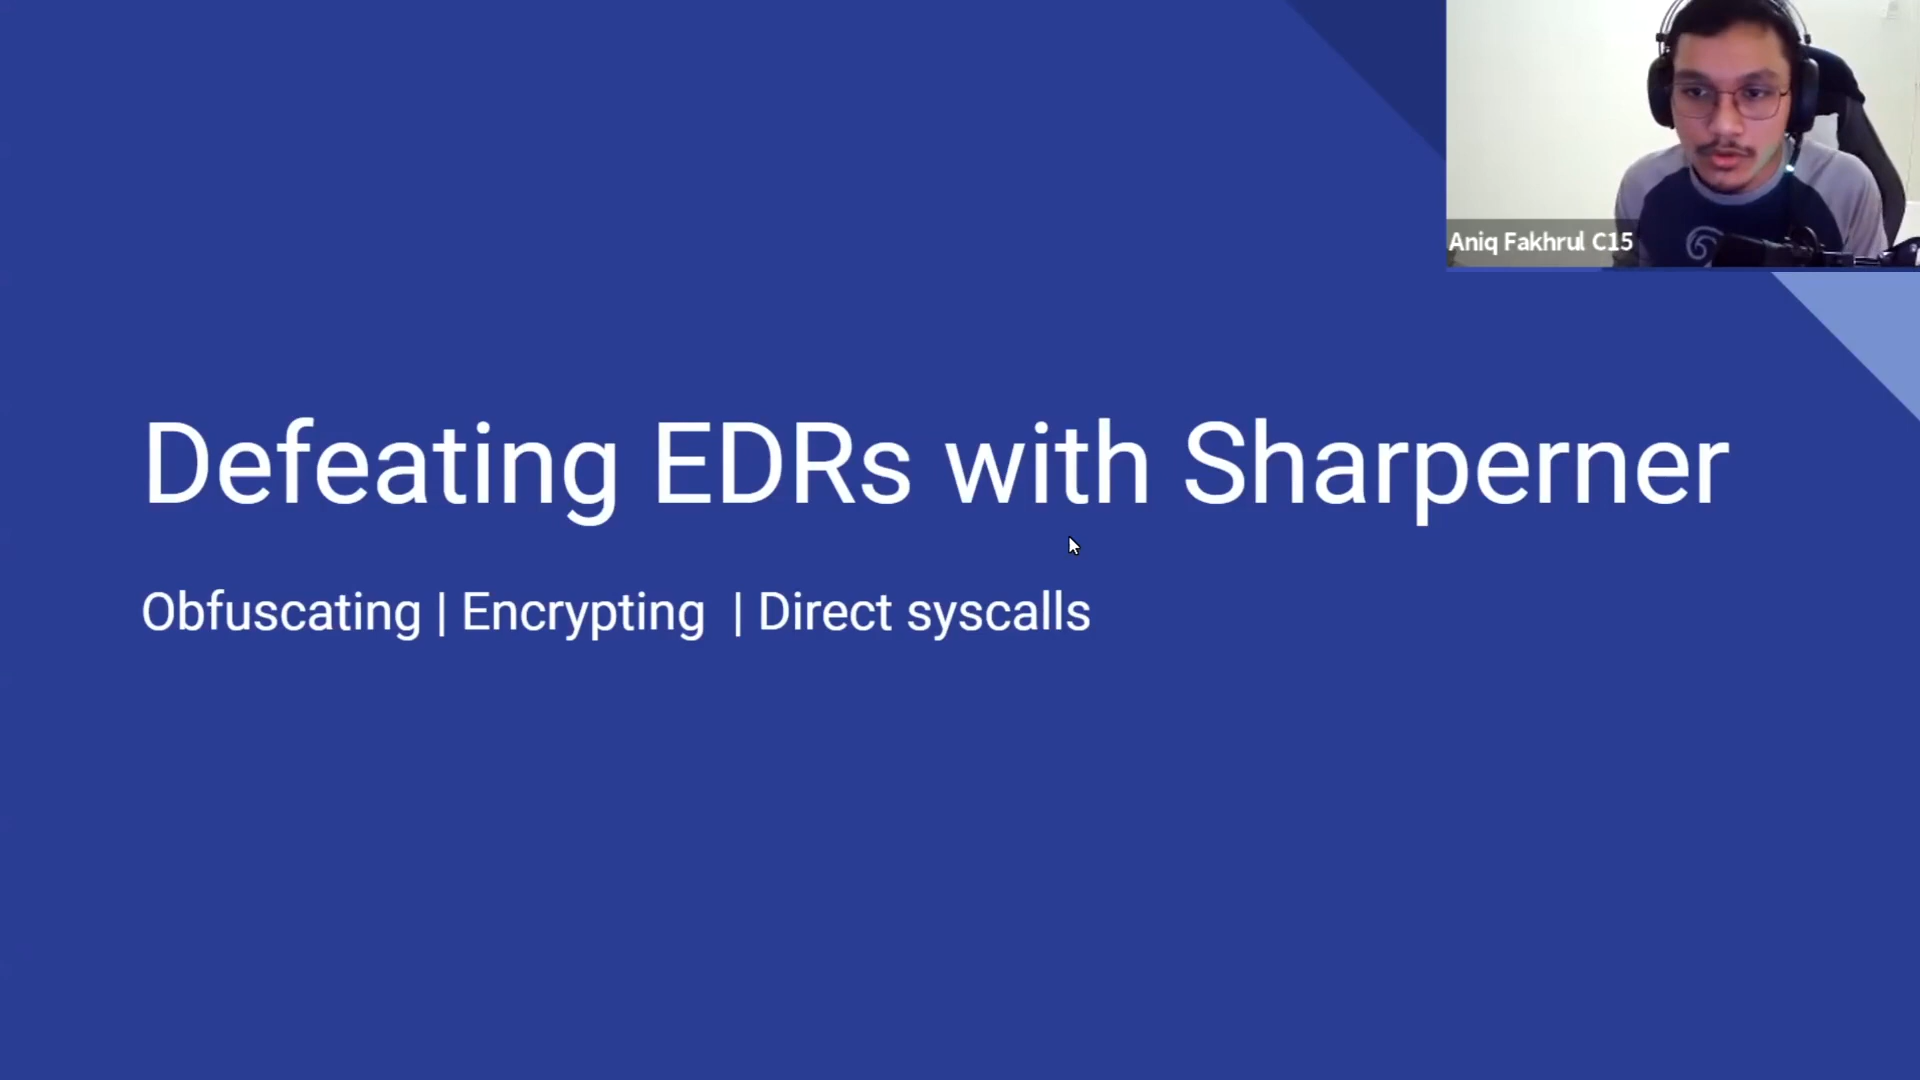 Aniq Fakhrul C15
Defeating EDRs with Sharperner
Obfuscating | Encrypting | Direct syscalls